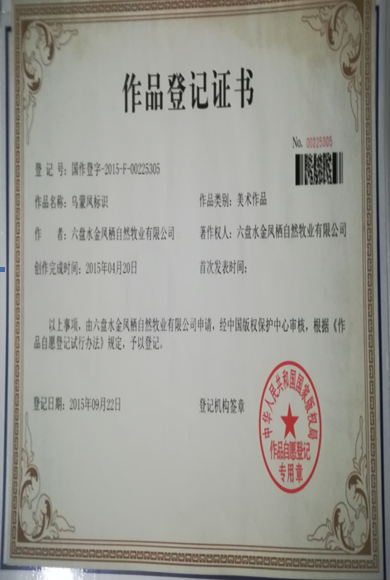 作品登记证书
No. 00225305
登 记 号：国作登字-2015-F-00225305
作品名称：乌蒙凤标识
作品类别：美术作品
作 者：六盘水金凤栖自然牧业有限公司
著作权人：六盘水金凤栖自然牧业有限公司
创作完成时间：2015年04月20日
首次发表时间：
以上事项，由六盘水金凤栖自然牧业有限公司申请，经中国版权保护中心审核，根据《作
品自愿登记试行办法》规定，予以登记。
登记日期：2015年09月22日
登记机构签章
中华人民共和国国家版权局
作品自愿登记
专用章